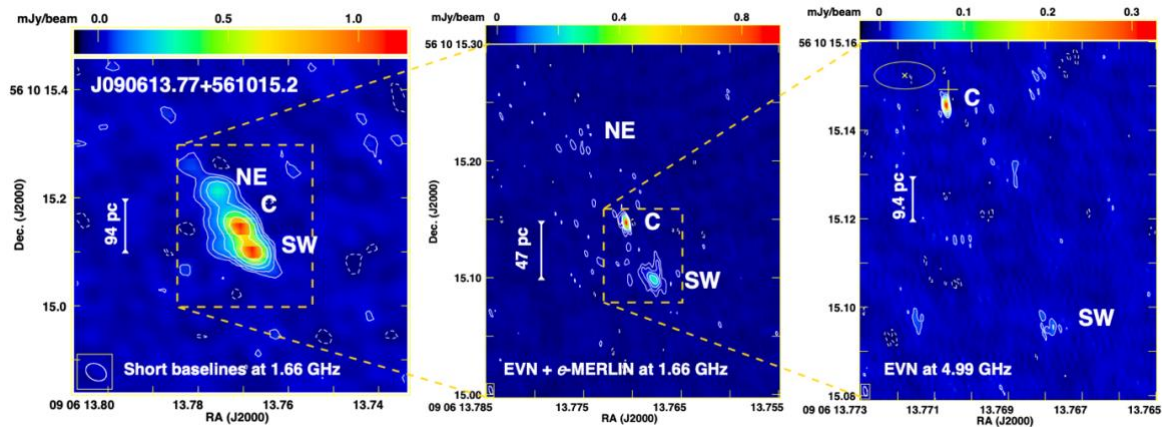 mJy/beam 0.0 0.5 1.0
J090613.77+561015.2
56 10 15.4
15.2
15.0
Dec. (J2000)
94 pc
NE
C
SW
Short baselines at 1.66 GHz
09 06 13.80 13.78 13.76 13.74
RA (J2000)
mJy/beam 0 0.4 0.8
56 10 15.30
15.20
15.10
15.00
Dec. (J2000)
47 pc
NE
C
SW
EVN + e-MERLIN at 1.66 GHz
09 06 13.785 13.775 13.765 13.755
RA (J2000)
mJy/beam 0 0.1 0.2 0.3
56 10 15.16
15.14
15.12
15.10
15.08
Dec. (J2000)
9.4 pc
C
SW
EVN at 4.99 GHz
09 06 13.773 13.771 13.769 13.767 13.765
RA (J2000)